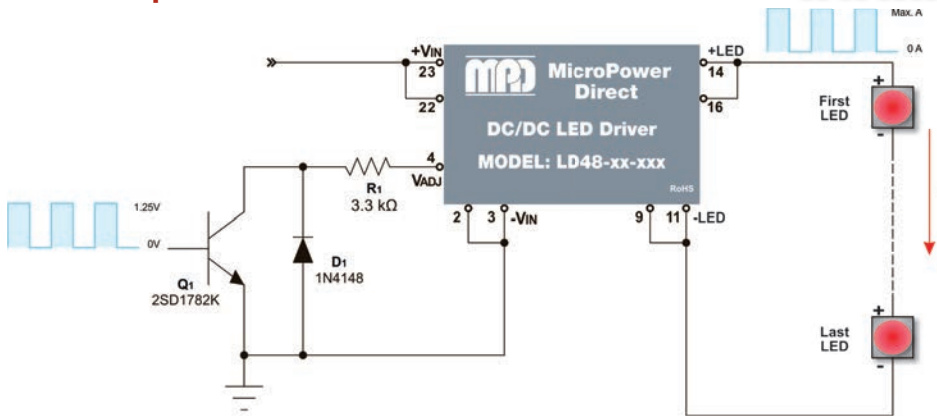 Max. A
0 A
+VIN
23
22
MPD
MicroPower
Direct
DC/DC LED Driver
MODEL: LD48-xx-xxx
RoHS
+LED
14
16
+
First
LED
-
4
VADJ
R1
3.3 kΩ
2
3
-VIN
9
11
-LED
1.25V
0V
Q1
2SD1782K
D1
1N4148
+
Last
LED
-